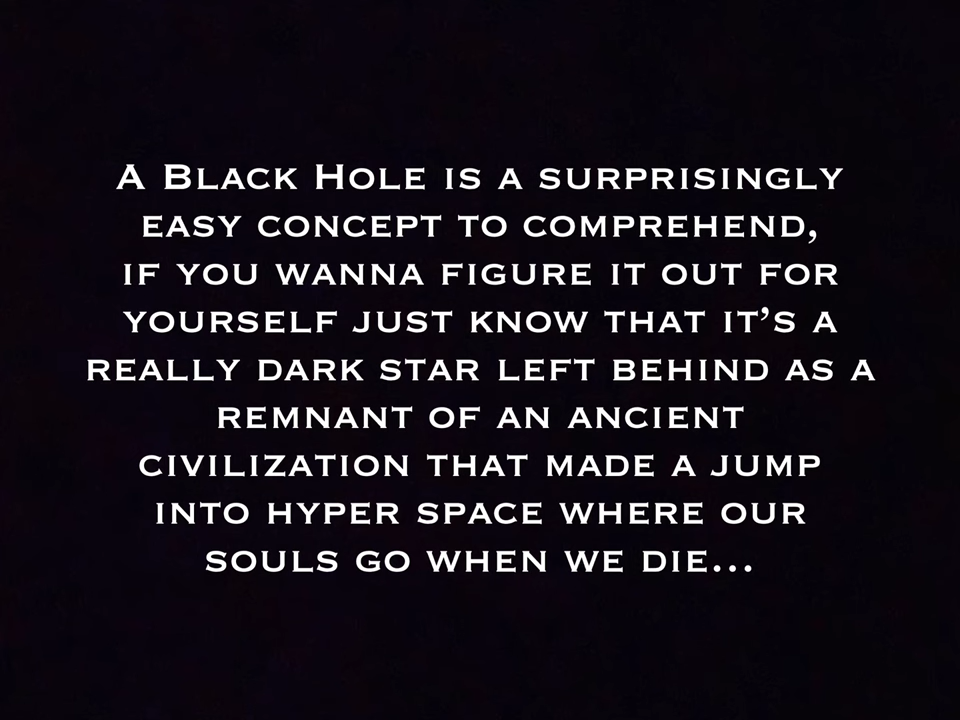 A Black Hole is a surprisingly
easy concept to comprehend,
if you wanna figure it out for
yourself just know that it's a
really dark star left behind as a
remnant of an ancient
civilization that made a jump
into hyper space where our
souls go when we die...